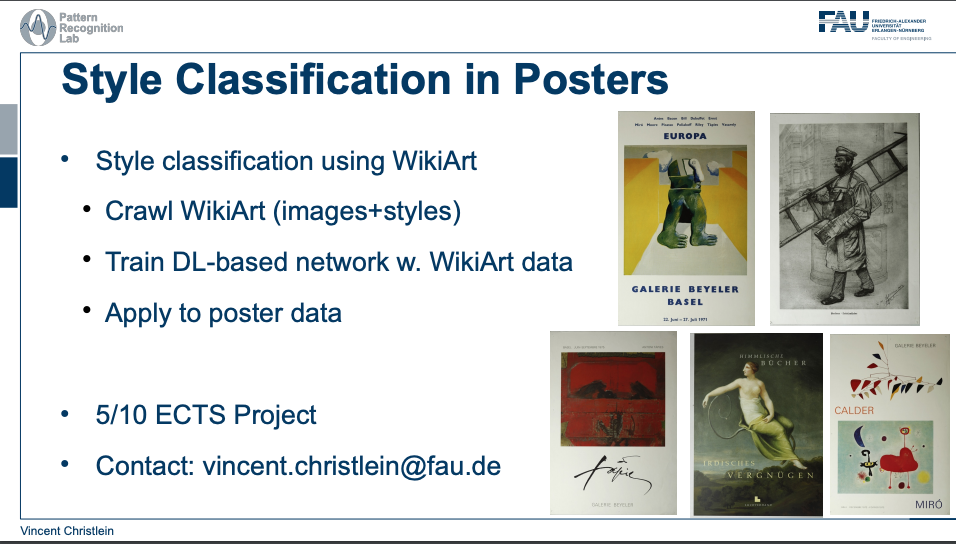 Pattern
Recognition
Lab
FAU
FRIEDRICH-ALEXANDER
UNIVERSITÄT
ERLANGEN-NÜRNBERG
FACULTY OF ENGINEERING
Style Classification in Posters
• Style classification using WikiArt
• Crawl WikiArt (images+styles)
• Train DL-based network w. WikiArt data
• Apply to poster data
• 5/10 ECTS Project
• Contact: vincent.christlein@fau.de
EUROPA
GALERIE BEYELER
BASEL
22. Juni – 27. Juli 1971
GALERIE BEYELER
HIMMLISCHE
BÜCHER
IRDISCHES
VERGNÜGEN
GALERIE BEYELER
CALDER
MIRÓ
Vincent Christlein